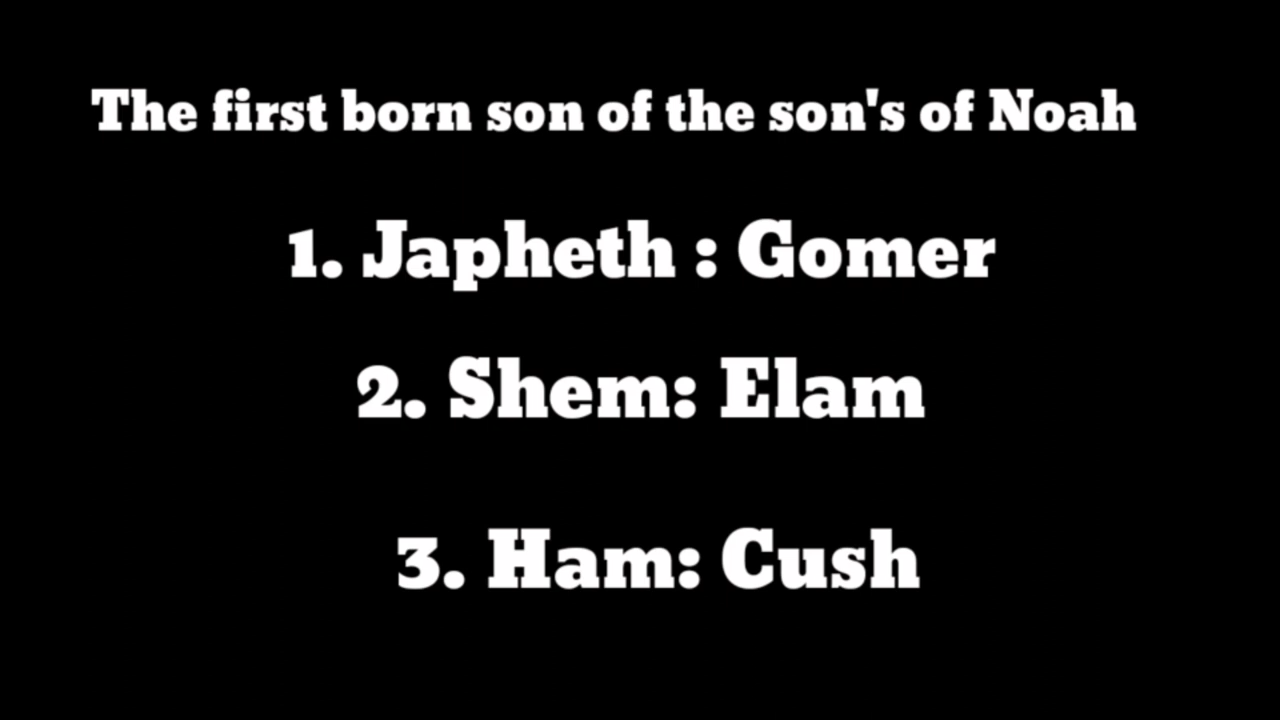 The first born son of the son's of Noah
1. Japheth : Gomer
2. Shem: Elam
3. Ham: Cush